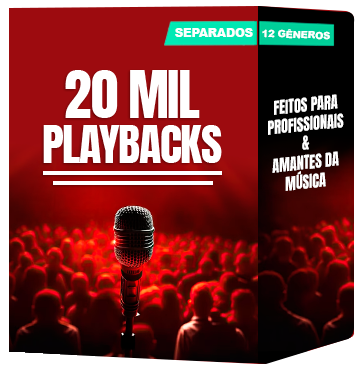 SEPARADOS
12 GÊNEROS
20 MIL
PLAYBACKS
FEITOS PARA
PROFISSIONAIS
&
AMANTES DA
MÚSICA